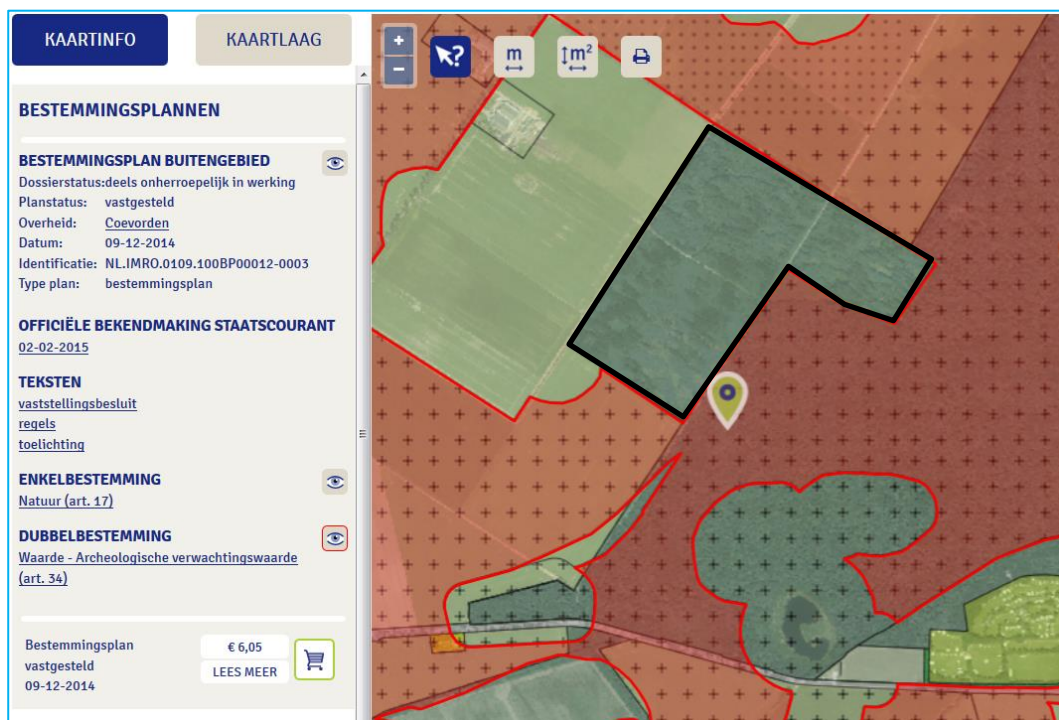 KAARTINFO
KAARTLAAG
BESTEMMINGSPLANNEN
BESTEMMINGSPLAN BUITENGEBIED
Dossierstatus:deels onherroepelijk in werking
Planstatus: vastgesteld
Overheid: Coevorden
Datum: 09-12-2014
Identificatie: NL.IMRO.0109.100BP00012-0003
Type plan: bestemmingsplan
OFFICIËLE BEKENDMAKING STAATSCOURANT
02-02-2015
TEKSTEN
vaststellingsbesluit
regels
toelichting
ENKELBESTEMMING
Natuur (art. 17)
DUBBELBESTEMMING
Waarde - Archeologische verwachtingswaarde
(art. 34)
Bestemmingsplan
vastgesteld
09-12-2014
€ 6,05
LEES MEER
+
−
?
m
m²